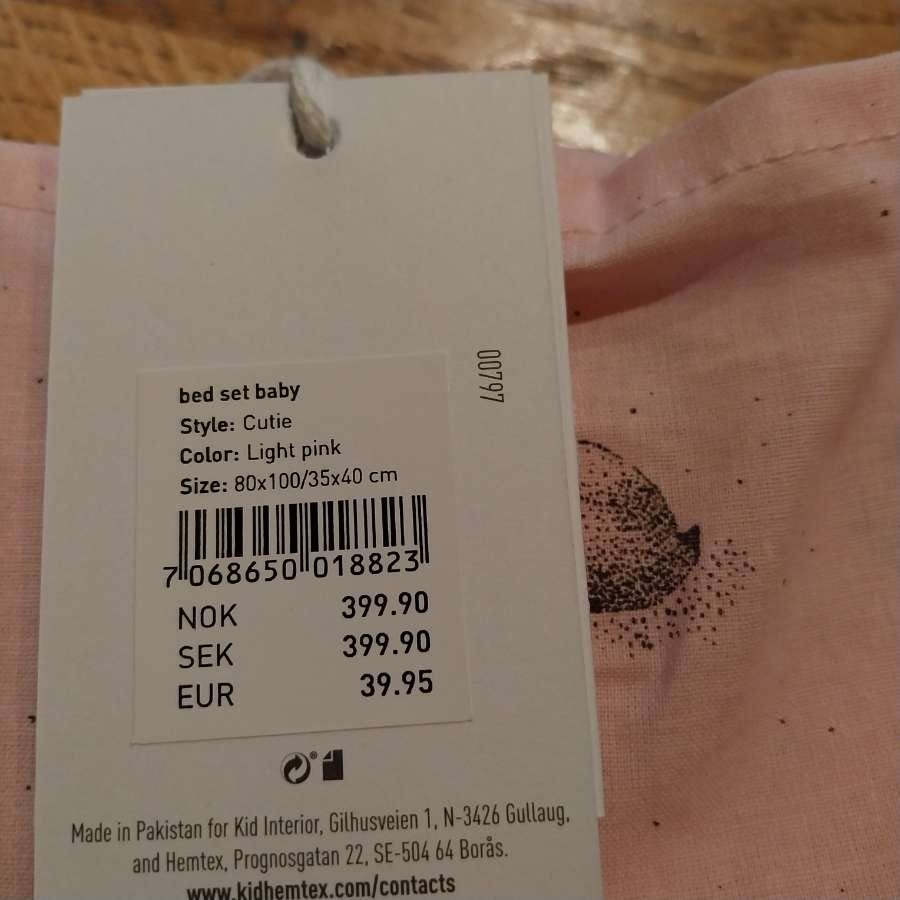 00797
bed set baby
Style: Cutie
Color: Light pink
Size: 80x100/35x40 cm
7 068650 018823
NOK 399.90
SEK 399.90
EUR 39.95
Made in Pakistan for Kid Interior, Gilhusveien 1, N-3426 Gullaug,
and Hemtex, Prognosgatan 22, SE-504 64 Borås.
www.kidhemtex.com/contacts